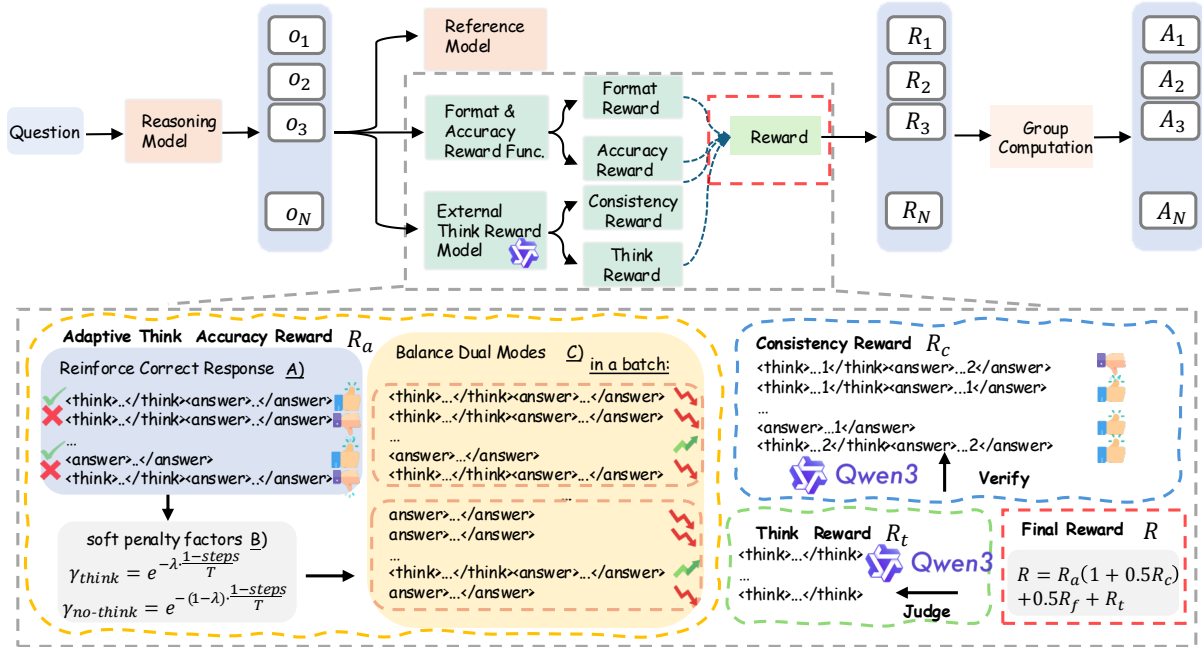 Question
Reasoning
Model
o1
o2
o3
oN
Reference
Model
Format &
Accuracy
Reward Func.
External
Think Reward
Model
Format
Reward
Accuracy
Reward
Consistency
Reward
Think
Reward
Reward
R1
R2
R3
RN
Group
Computation
A1
A2
A3
AN
Adaptive Think Accuracy Reward Ra
Reinforce Correct Response A)
<think>..</think><answer>..</answer>
<think>..</think><answer>..</answer>
...
<answer>..</answer>
<think>..</think><answer>..</answer>
soft penalty factors B)
γthink = e^−λ·(1−steps)/T
γno-think = e^−(1−λ)·(1−steps)/T
Balance Dual Modes C)
in a batch:
<think>...</think><answer>...</answer>
<think>...</think><answer>...</answer>
...
<answer>...</answer>
<think>...</think><answer>...</answer>
...
answer>...</answer>
answer>...</answer>
...
<think>...</think><answer>...</answer>
answer>...</answer>
Consistency Reward Rc
<think>...1</think><answer>...2</answer>
<think>...1</think><answer>...1</answer>
...
<answer>...1</answer>
<think>...2</think><answer>...2</answer>
Qwen3
Verify
Think Reward Rt
<think>...</think>
...
<think>...</think>
Qwen3
Judge
Final Reward R
R = Ra(1 + 0.5Rc)
+0.5Rf + Rt